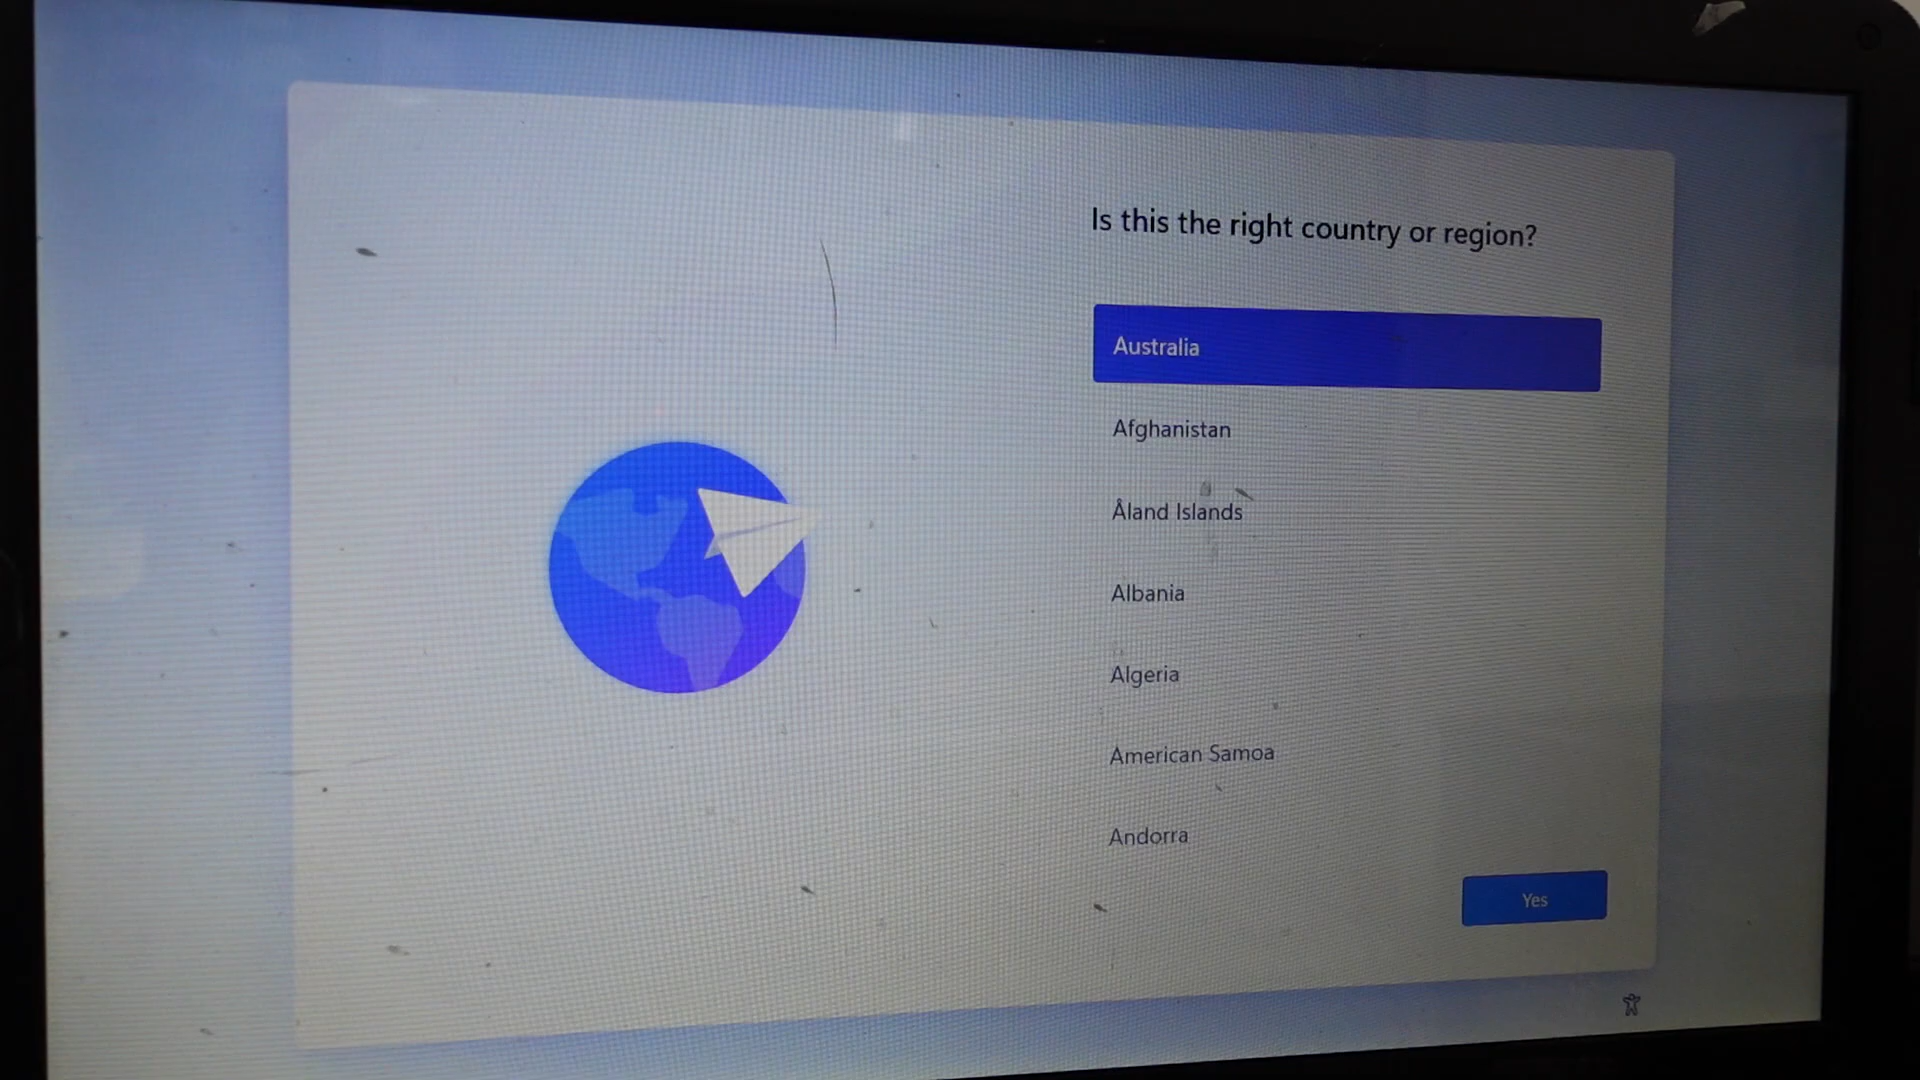 Is this the right country or region?
Australia
Afghanistan
Åland Islands
Albania
Algeria
American Samoa
Andorra
Yes